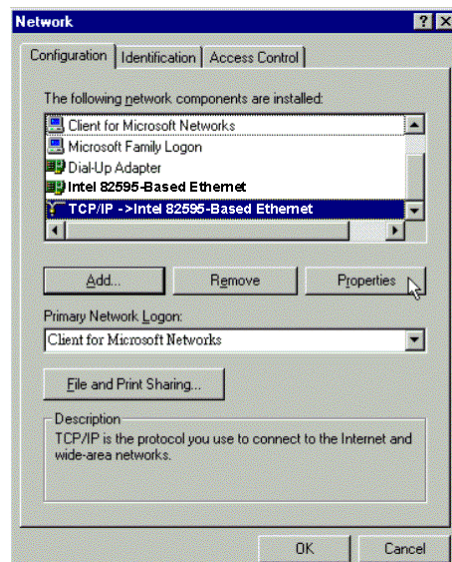 Network
Configuration Identification Access Control
The following network components are installed:
Client for Microsoft Networks
Microsoft Family Logon
Dial-Up Adapter
Intel 82595-Based Ethernet
TCP/IP ->Intel 82595-Based Ethernet
Add... Remove Properties
Primary Network Logon:
Client for Microsoft Networks
File and Print Sharing...
Description
TCP/IP is the protocol you use to connect to the Internet and
wide-area networks.
OK Cancel